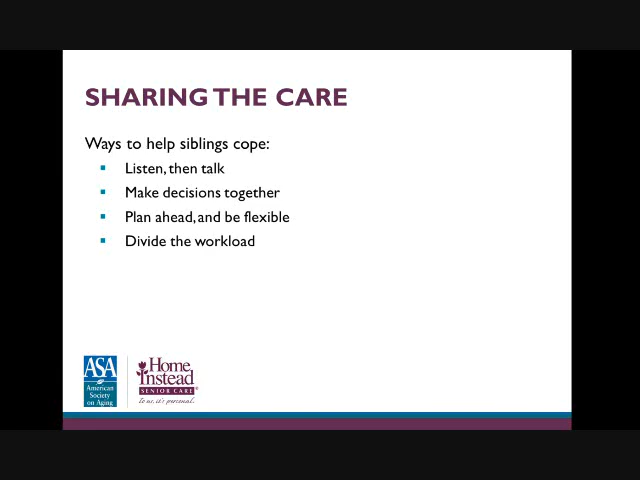 SHARING THE CARE
Ways to help siblings cope:
Listen, then talk
Make decisions together
Plan ahead, and be flexible
Divide the workload
ASA
American
Society
on Aging
Home
Instead
SENIOR CARE
To us, it's personal.